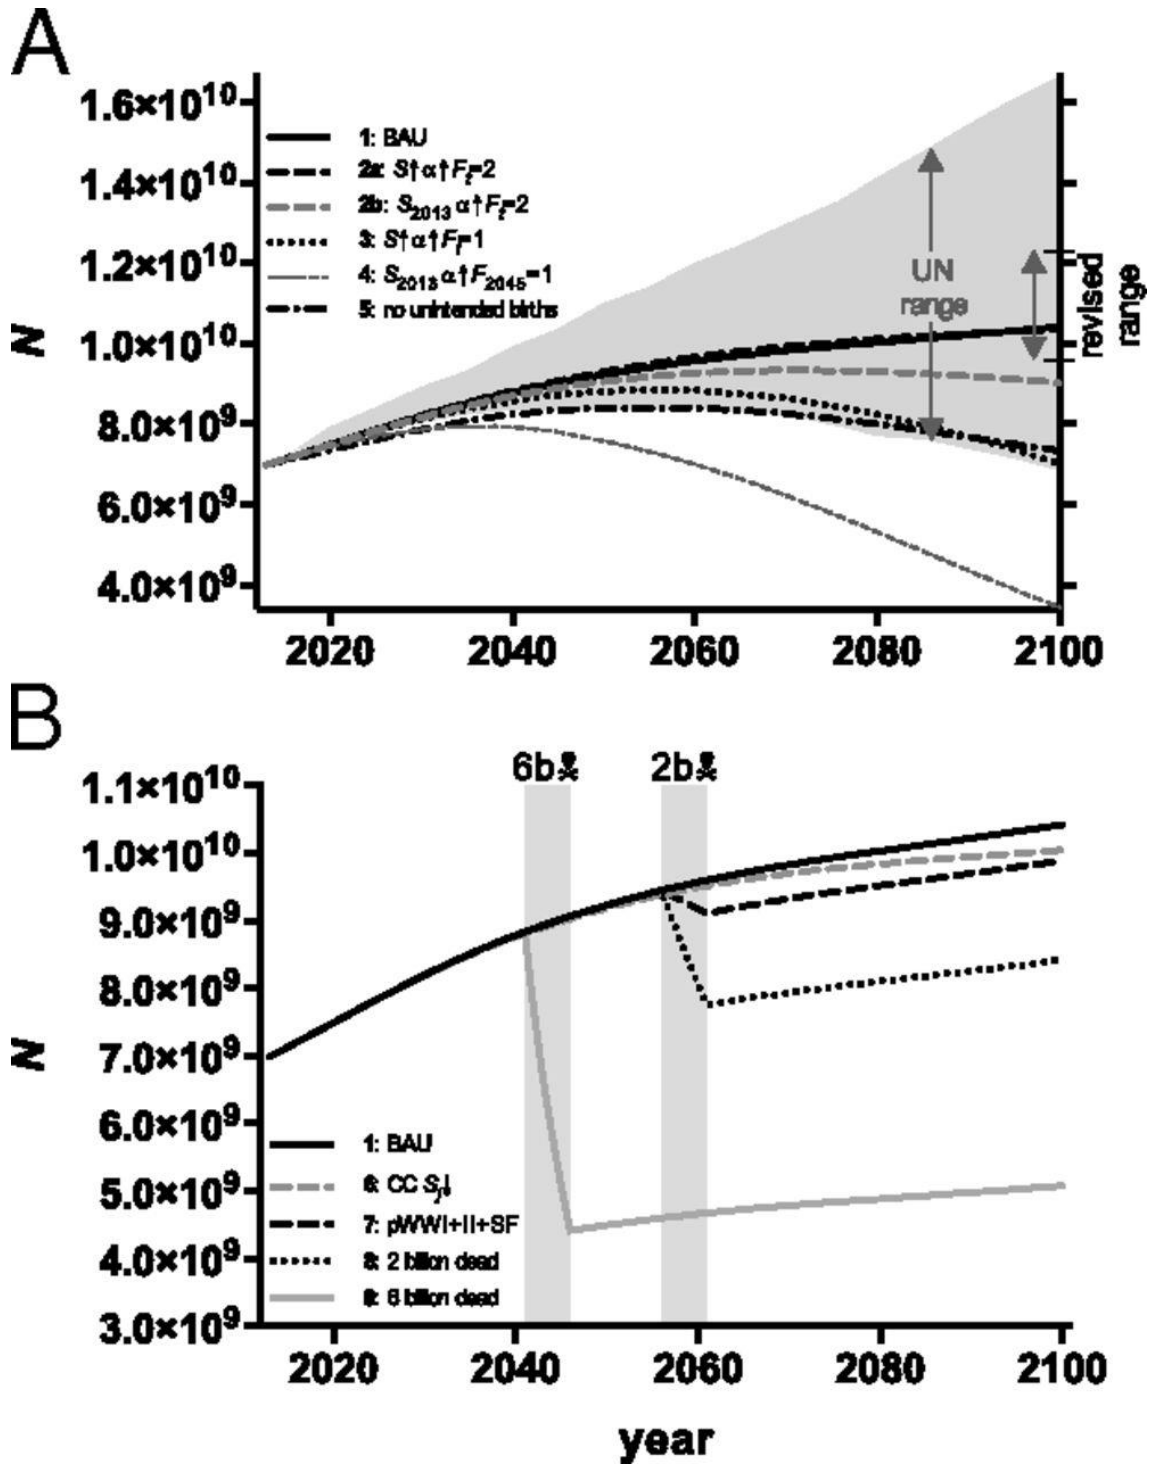 A
1.6×10¹⁰
1.4×10¹⁰
1.2×10¹⁰
1.0×10¹⁰
8.0×10⁹
6.0×10⁹
4.0×10⁹
N
1: BAU
2a: S↑α↑Fₜ=2
2b: S₂₀₁₃ α↑Fₜ=2
3: S↑α↑Fₜ=1
4: S₂₀₁₃ α↑F₂₀₄₅=1
5: no unintended births
UN
range
revised
range
2020 2040 2060 2080 2100
B
6b☠ 2b☠
1.1×10¹⁰
1.0×10¹⁰
9.0×10⁹
8.0×10⁹
7.0×10⁹
6.0×10⁹
5.0×10⁹
4.0×10⁹
3.0×10⁹
N
1: BAU
6: CC Sⱼ↓
7: pWWI+II+SF
8: 2 billion dead
9: 6 billion dead
2020 2040 2060 2080 2100
year